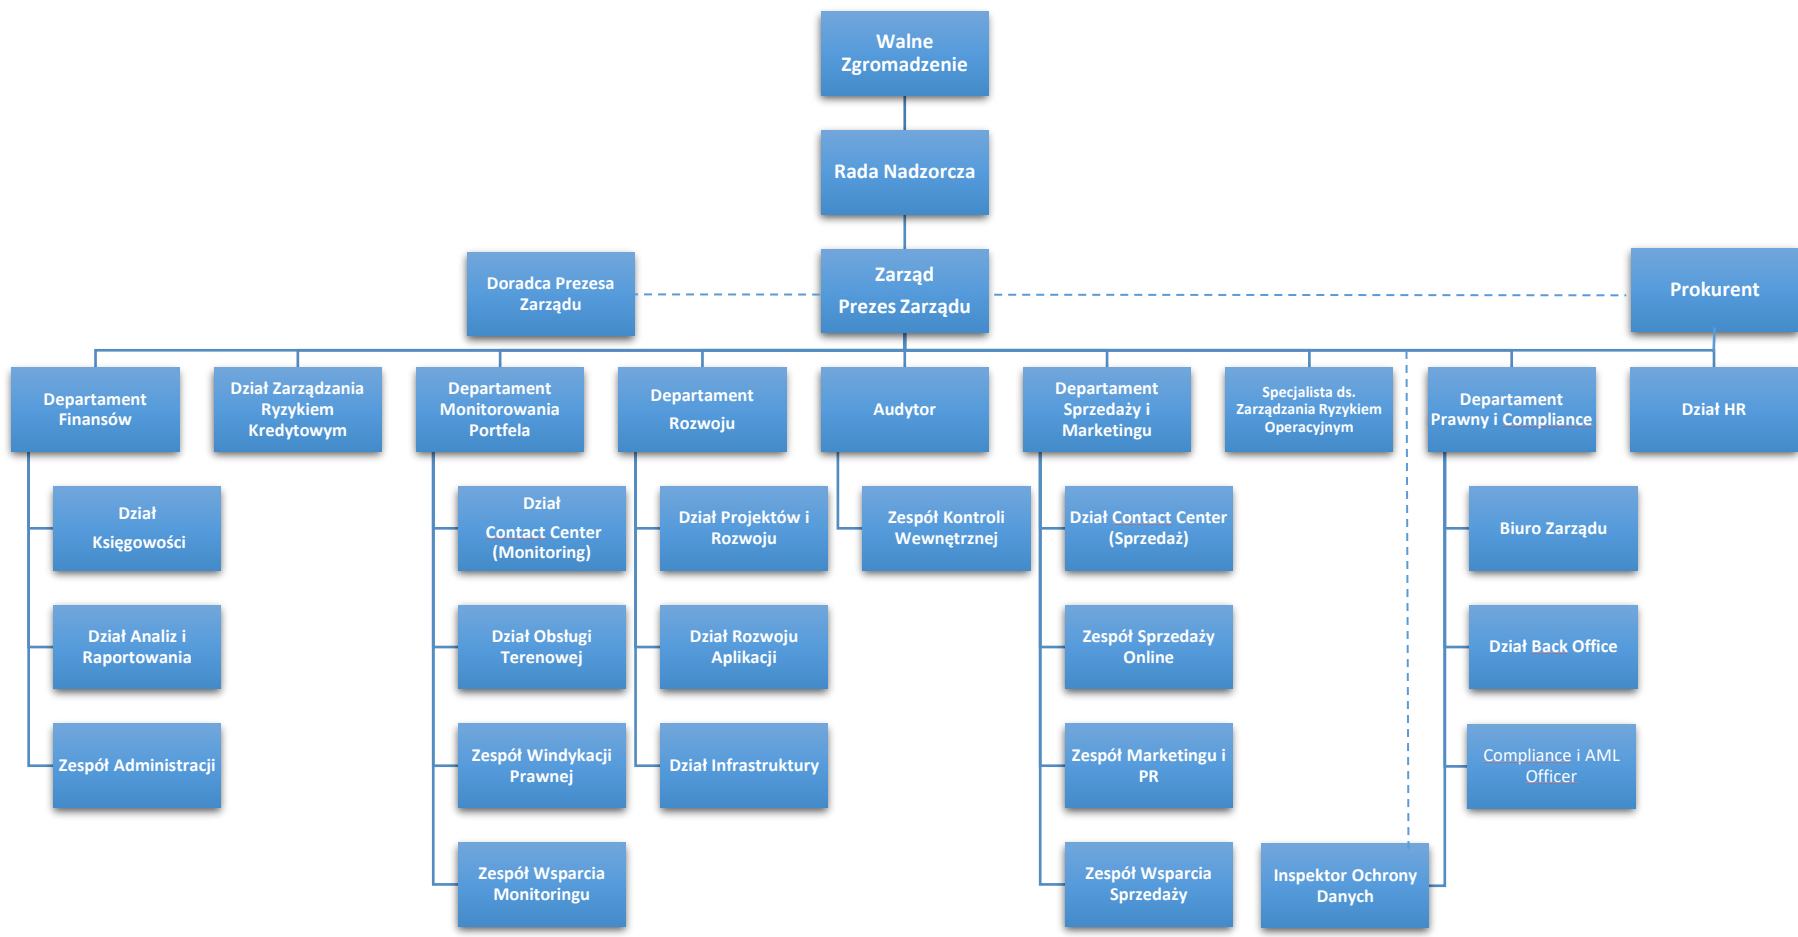 Walne
Zgromadzenie
Rada Nadzorcza
Doradca Prezesa
Zarządu
Zarząd
Prezes Zarządu
Prokurent
Departament
Finansów
Dział Zarządzania
Ryzykiem
Kredytowym
Departament
Monitorowania
Portfela
Departament
Rozwoju
Audytor
Departament
Sprzedaży i
Marketingu
Specjalista ds.
Zarządzania Ryzykiem
Operacyjnym
Departament
Prawny i Compliance
Dział HR
Dział
Księgowości
Dział
Contact Center
(Monitoring)
Dział Projektów i
Rozwoju
Zespół Kontroli
Wewnętrznej
Dział Contact Center
(Sprzedaż)
Biuro Zarządu
Dział Analiz i
Raportowania
Dział Obsługi
Terenowej
Dział Rozwoju
Aplikacji
Zespół Sprzedaży
Online
Dział Back Office
Zespół Administracji
Zespół Windykacji
Prawnej
Dział Infrastruktury
Zespół Marketingu i
PR
Compliance i AML
Officer
Zespół Wsparcia
Monitoringu
Zespół Wsparcia
Sprzedaży
Inspektor Ochrony
Danych